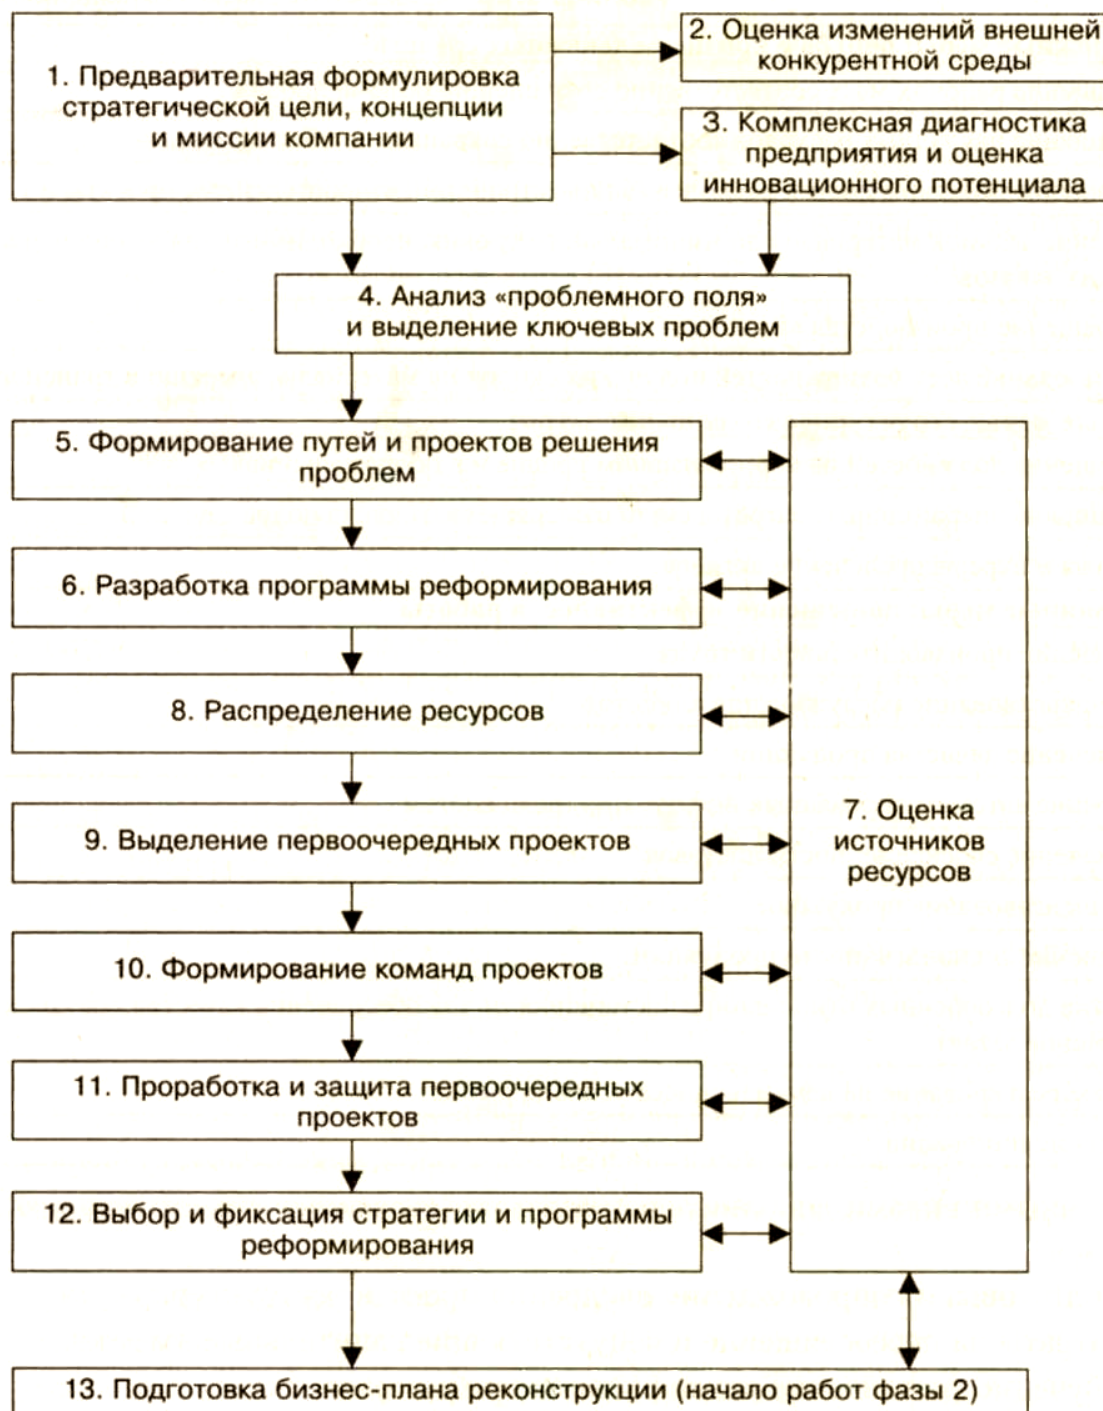 1. Предварительная формулировка
стратегической цели, концепции
и миссии компании
2. Оценка изменений внешней
конкурентной среды
3. Комплексная диагностика
предприятия и оценка
инновационного потенциала
4. Анализ «проблемного поля»
и выделение ключевых проблем
5. Формирование путей и проектов решения
проблем
6. Разработка программы реформирования
8. Распределение ресурсов
9. Выделение первоочередных проектов
7. Оценка
источников
ресурсов
10. Формирование команд проектов
11. Проработка и защита первоочередных
проектов
12. Выбор и фиксация стратегии и программы
реформирования
13. Подготовка бизнес-плана реконструкции (начало работ фазы 2)